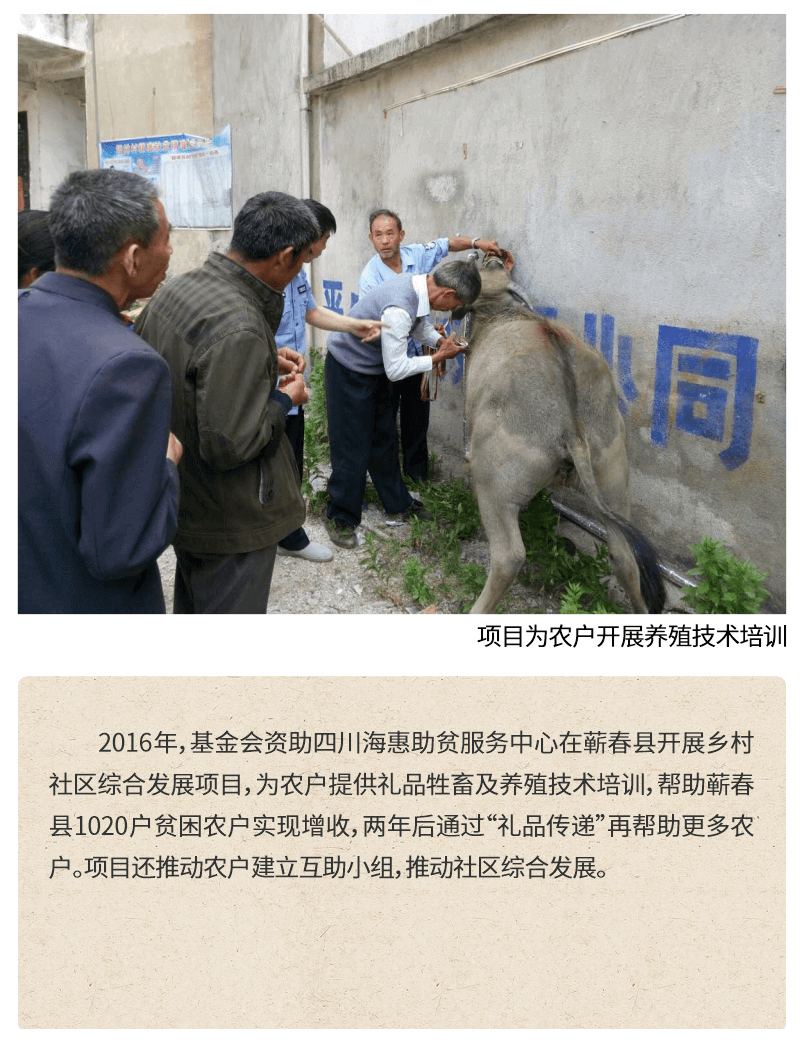 同
项目为农户开展养殖技术培训
2016年,基金会资助四川海惠助贫服务中心在蕲春县开展乡村
社区综合发展项目,为农户提供礼品牲畜及养殖技术培训,帮助蕲春
县1020户贫困农户实现增收,两年后通过“礼品传递”再帮助更多农
户。项目还推动农户建立互助小组,推动社区综合发展。